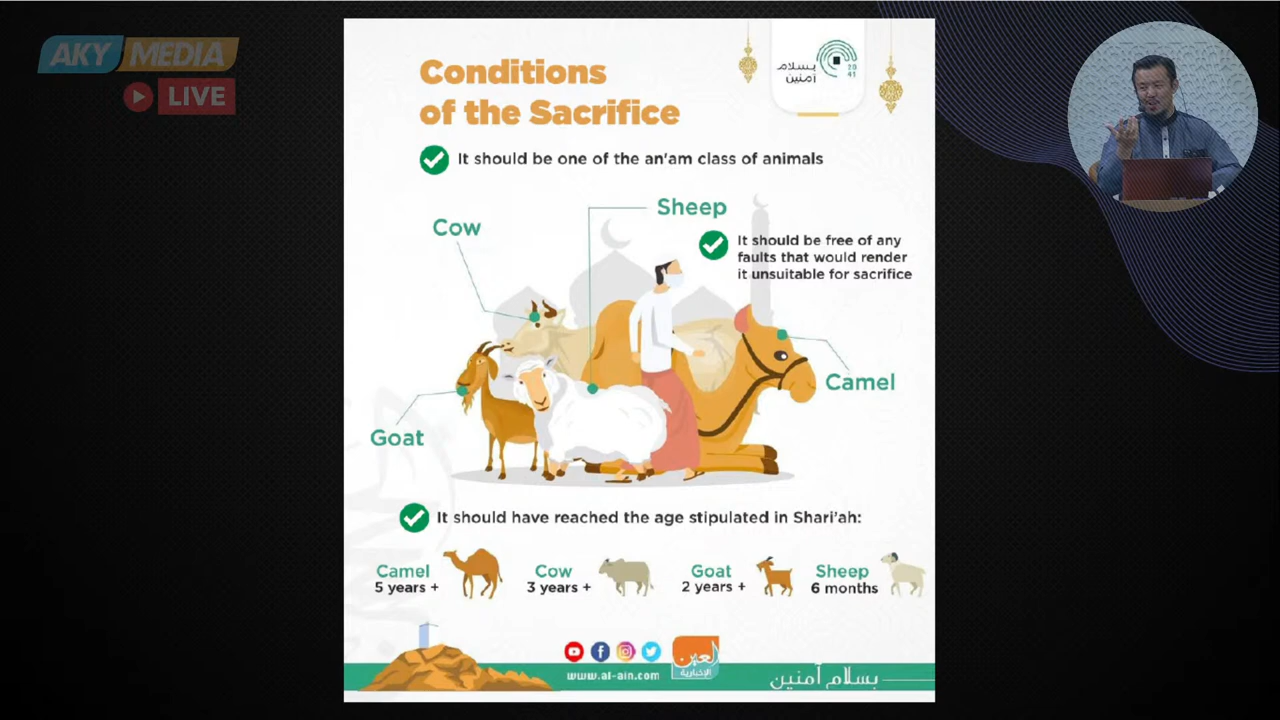 AKY MEDIA
LIVE
Conditions
of the Sacrifice
بسلام
آمنين
20
41
It should be one of the an'am class of animals
Sheep
Cow
It should be free of any
faults that would render
it unsuitable for sacrifice
Camel
Goat
It should have reached the age stipulated in Shari’ah:
Camel
5 years +
Cow
3 years +
Goat
2 years +
Sheep
6 months
www.al-ain.com
العين
الإخبارية
بسلام آمنين